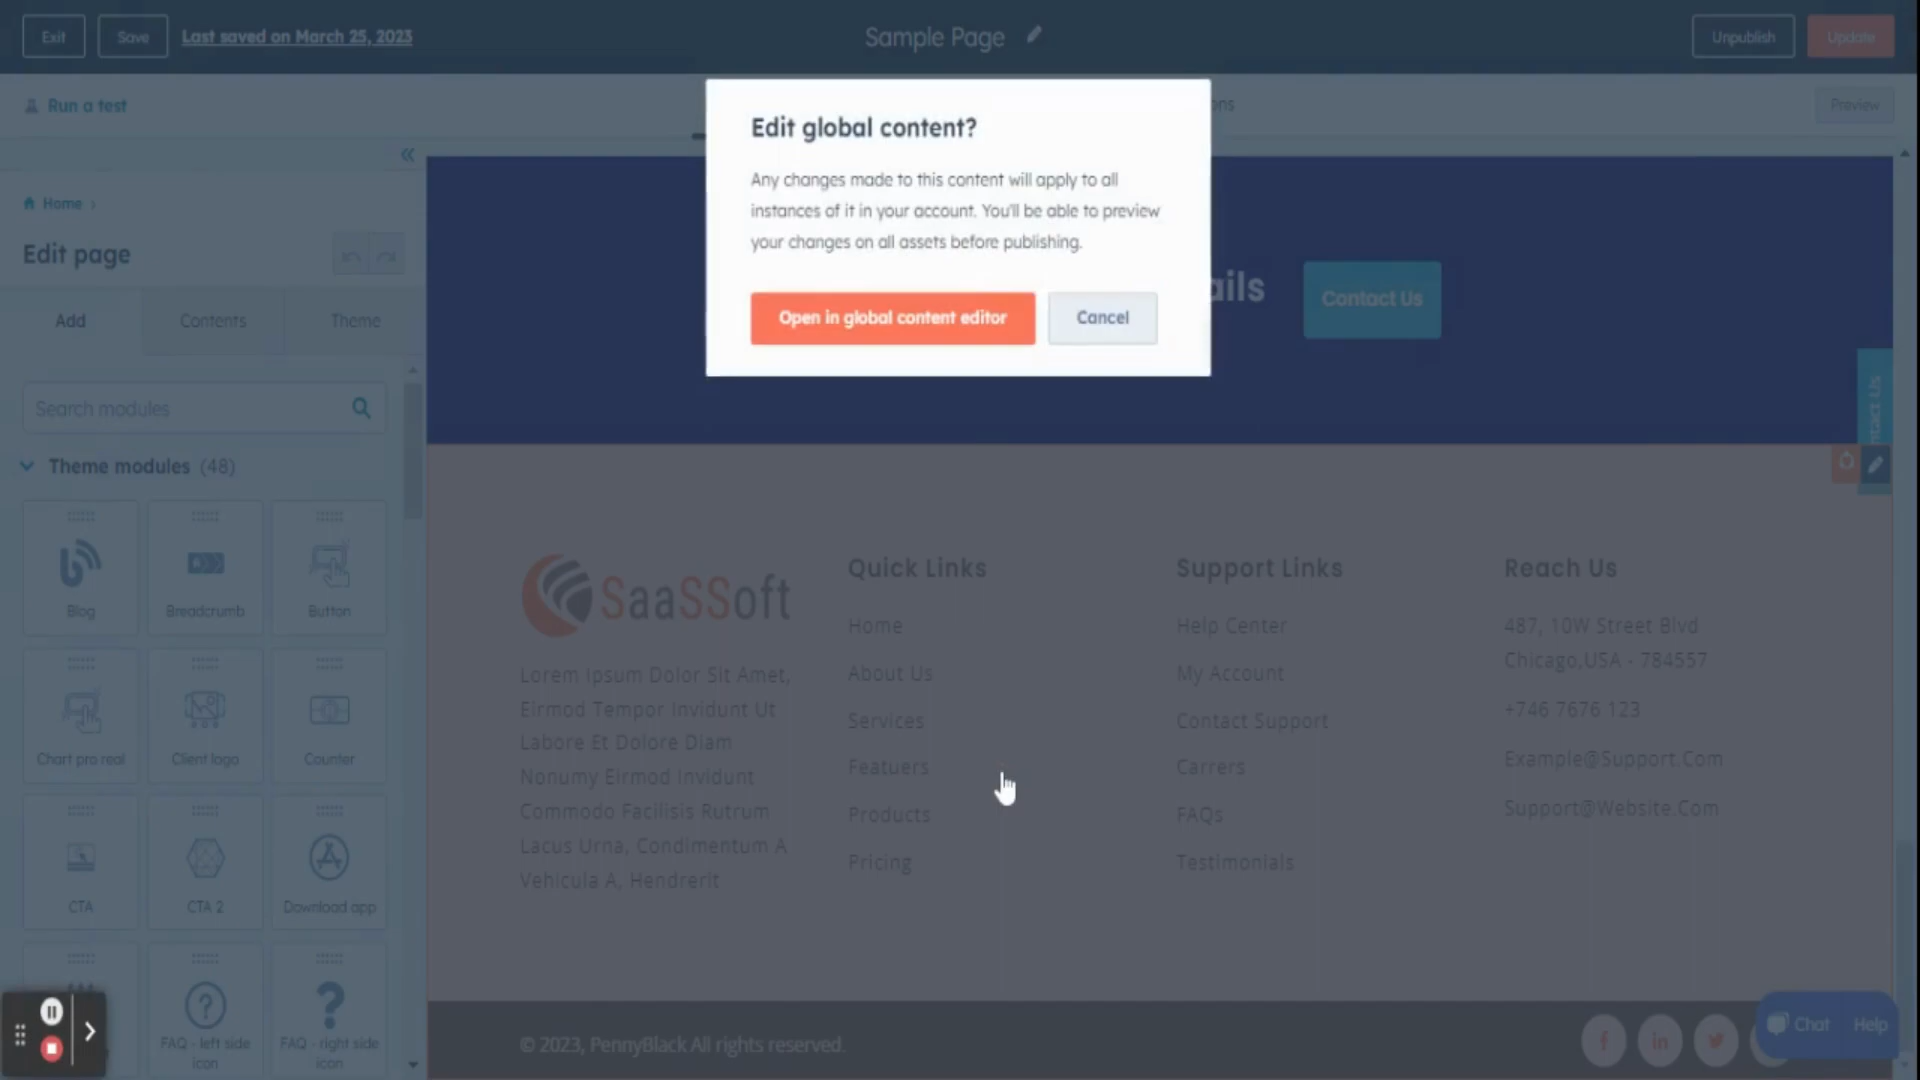 Exit
Save
Last saved on March 25, 2023
Sample Page
Unpublish
Update
Run a test
ons
Preview
Edit global content?
Any changes made to this content will apply to all
instances of it in your account. You'll be able to preview
your changes on all assets before publishing.
Open in global content editor
Cancel
Home
Edit page
Add
Contents
Theme
Search modules
Theme modules (48)
Blog
Breadcrumb
Button
Chart pro real
Client logo
Counter
CTA
CTA 2
Download app
FAQ - left side
icon
FAQ - right side
icon
ails
Contact Us
ntact Us
SaaSSoft
Lorem Ipsum Dolor Sit Amet,
Eirmod Tempor Invidunt Ut
Labore Et Dolore Diam
Nonumy Eirmod Invidunt
Commodo Facilisis Rutrum
Lacus Urna, Condimentum A
Vehicula A, Hendrerit
Quick Links
Home
About Us
Services
Featuers
Products
Pricing
Support Links
Help Center
My Account
Contact Support
Carrers
FAQs
Testimonials
Reach Us
487, 10W Street Blvd
Chicago,USA - 784557
+746 7676 123
Example@Support.Com
Support@Website.Com
© 2023, PennyBlack All rights reserved.
Chat
Help